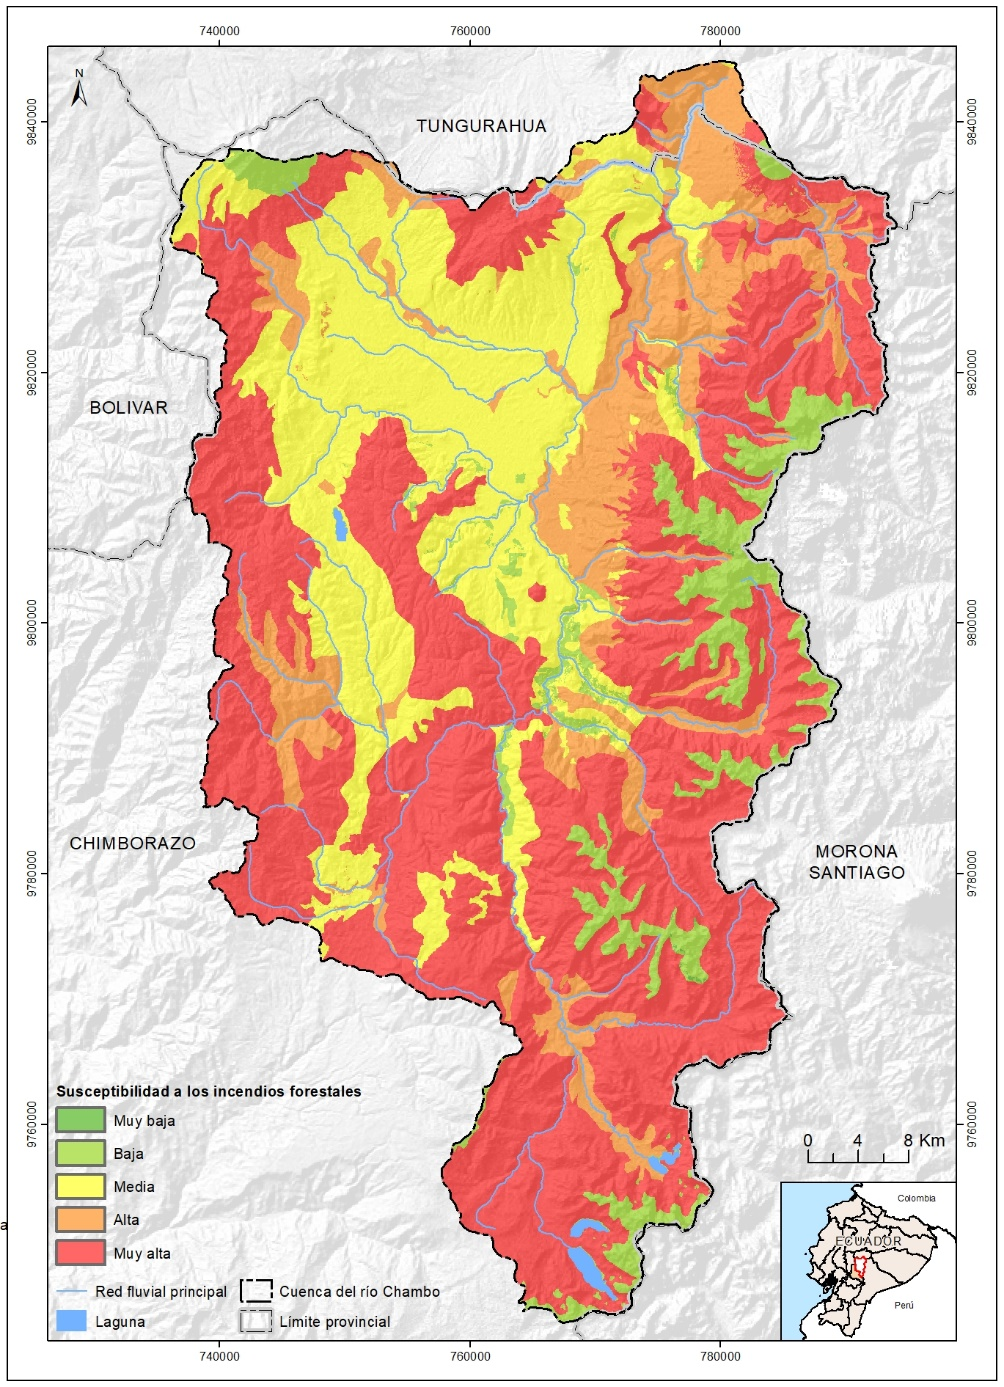 740000
760000
780000
N
9840000
9840000
TUNGURAHUA
9820000
9820000
BOLIVAR
9800000
9800000
CHIMBORAZO
MORONA
SANTIAGO
9780000
9780000
9760000
9760000
Susceptibilidad a los incendios forestales
Muy baja
Baja
Media
Alta
Muy alta
a
Red fluvial principal
Cuenca del río Chambo
Laguna
Límite provincial
0 4 8 Km
Colombia
ECUADOR
Perú
740000
760000
780000